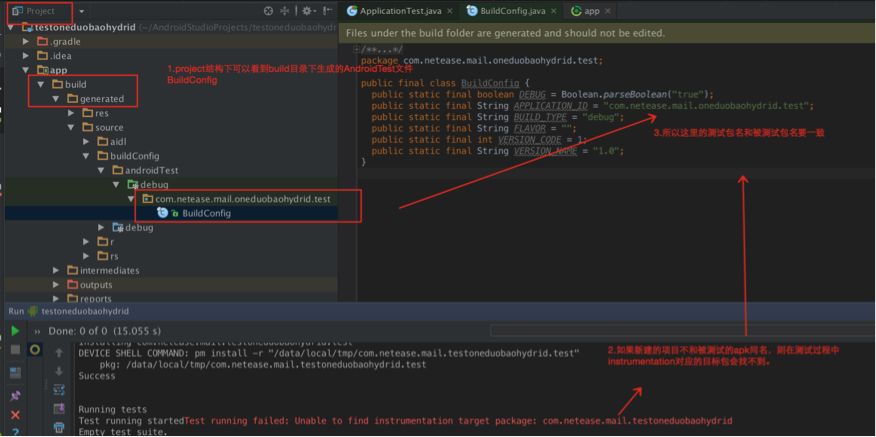 Project
ApplicationTest.java
BuildConfig.java
app
testoneduobaohydrid (~/AndroidStudioProjects/testoneduobaohyd
Files under the build folder are generated and should not be edited.
.gradle
.idea
app
build
generated
res
source
aidl
buildConfig
androidTest
debug
com.netease.mail.oneduobaohydrid.test
BuildConfig
debug
r
rs
intermediates
outputs
reports
1.project结构下可以看到build目录下生成的AndroidTest文件
BuildConfig
/**...*/
package com.netease.mail.oneduobaohydrid.test;
public final class BuildConfig {
public static final boolean DEBUG = Boolean.parseBoolean("true");
public static final String APPLICATION_ID = "com.netease.mail.oneduobaohydrid.test";
public static final String BUILD_TYPE = "debug";
public static final String FLAVOR = "";
public static final int VERSION_CODE = 1;
public static final String VERSION_NAME = "1.0";
}
3.所以这里的测试包名和被测试包名要一致
Run testoneduobaohydrid
Done: 0 of 0 (15.055 s)
Installing com.netease.mail.testoneduobaohydrid.test
DEVICE SHELL COMMAND: pm install -r "/data/local/tmp/com.netease.mail.testoneduobaohydrid.test"
pkg: /data/local/tmp/com.netease.mail.testoneduobaohydrid.test
Success
2.如果新建的项目不和被测试的apk同名，则在测试过程中
instrumentation对应的目标包会找不到。
Running tests
Test running startedTest running failed: Unable to find instrumentation target package: com.netease.mail.testoneduobaohydrid
Empty test suite.